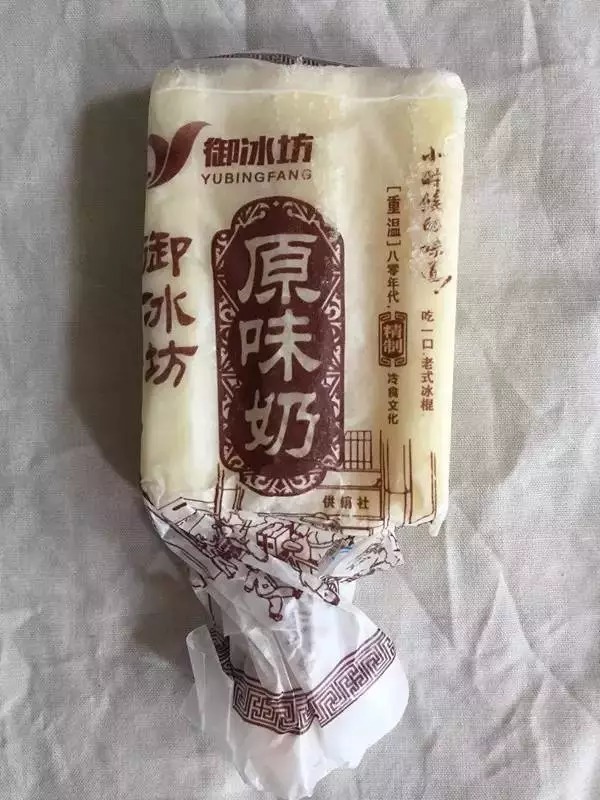 御冰坊
YUBINGFANG
御冰坊
原味奶
小时候的味道!
[重温]八零年代·精制 冷食文化
吃一口·老式冰棍
供销社